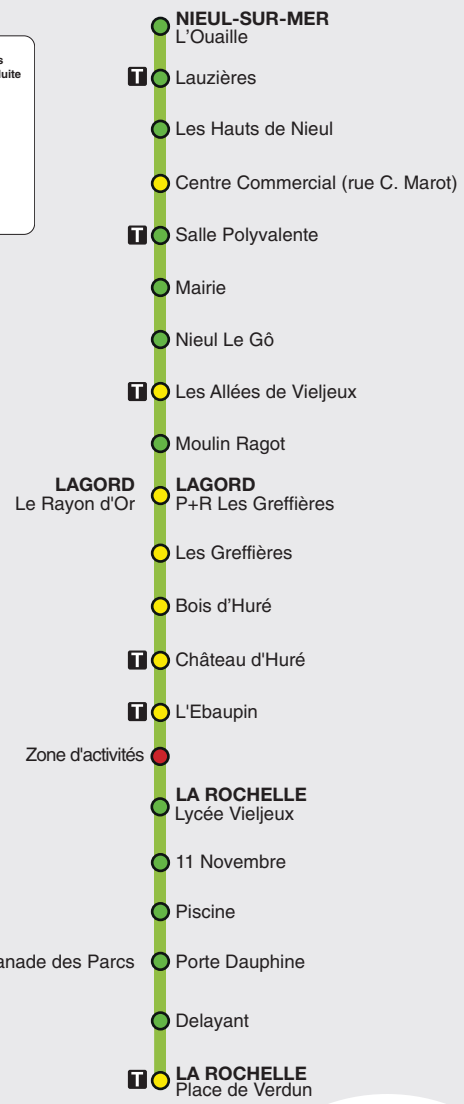 s
duite
NIEUL-SUR-MER
L'Ouaille
T Lauzières
Les Hauts de Nieul
Centre Commercial (rue C. Marot)
T Salle Polyvalente
Mairie
Nieul Le Gô
T Les Allées de Vieljeux
Moulin Ragot
LAGORD
Le Rayon d'Or
LAGORD
P+R Les Greffières
Les Greffières
Bois d'Huré
T Château d'Huré
T L'Ebaupin
Zone d'activités
LA ROCHELLE
Lycée Vieljeux
11 Novembre
Piscine
anade des Parcs
Porte Dauphine
Delayant
T LA ROCHELLE
Place de Verdun